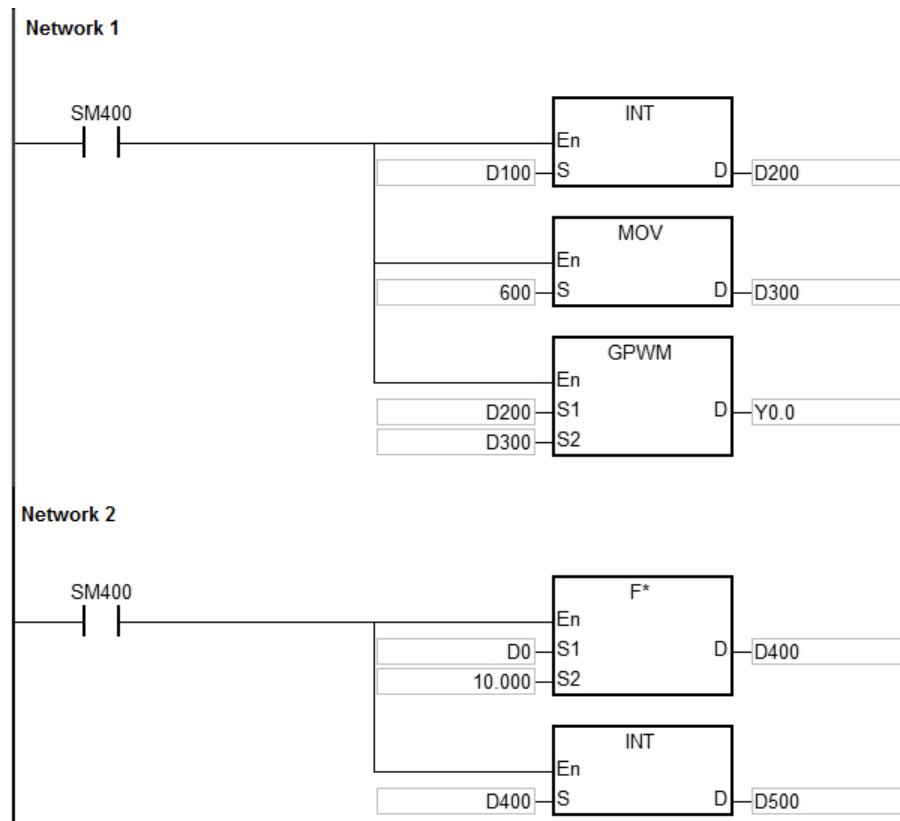 Network 1
SM400
INT
En
D100 S D D200
MOV
En
600 S D D300
GPWM
En
D200 S1 D Y0.0
D300 S2
Network 2
SM400
F*
En
D0 S1 D D400
10.000 S2
INT
En
D400 S D D500